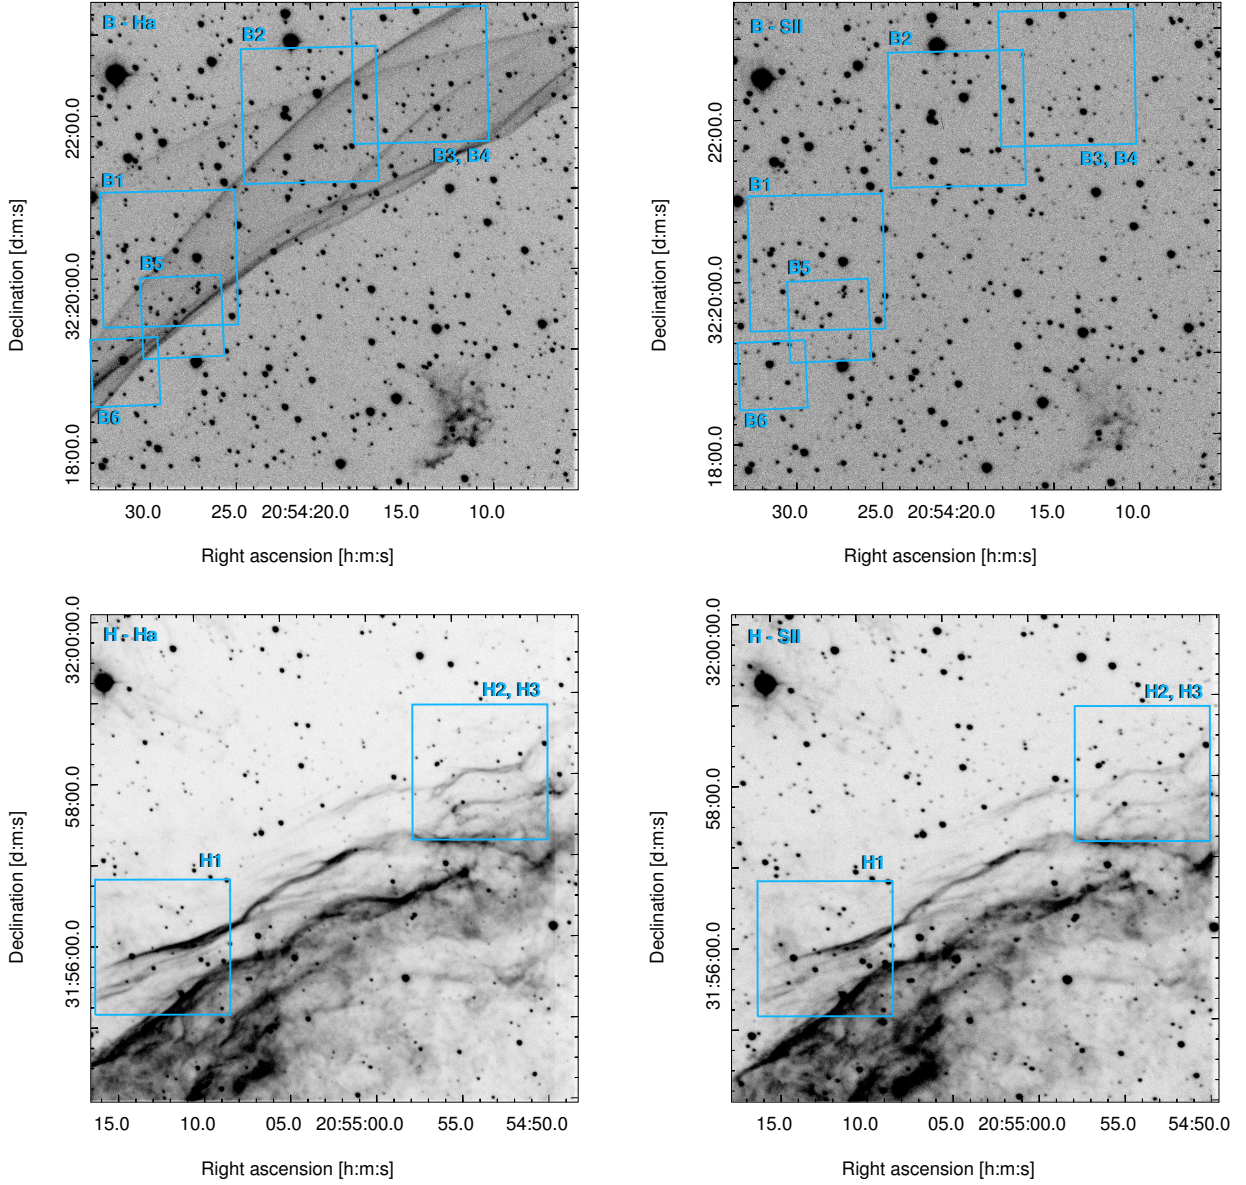 B - Ha
B2
B3, B4
B1
B5
B6
22:00.0
32:20:00.0
18:00.0
Declination [d:m:s]
30.0 25.0 20:54:20.0 15.0 10.0
Right ascension [h:m:s]
B - SII
B2
B3, B4
B1
B5
B6
22:00.0
32:20:00.0
18:00.0
Declination [d:m:s]
30.0 25.0 20:54:20.0 15.0 10.0
Right ascension [h:m:s]
H - Ha
H2, H3
H1
32:00:00.0
58:00.0
31:56:00.0
Declination [d:m:s]
15.0 10.0 05.0 20:55:00.0 55.0 54:50.0
Right ascension [h:m:s]
H - SII
H2, H3
H1
32:00:00.0
58:00.0
31:56:00.0
Declination [d:m:s]
15.0 10.0 05.0 20:55:00.0 55.0 54:50.0
Right ascension [h:m:s]